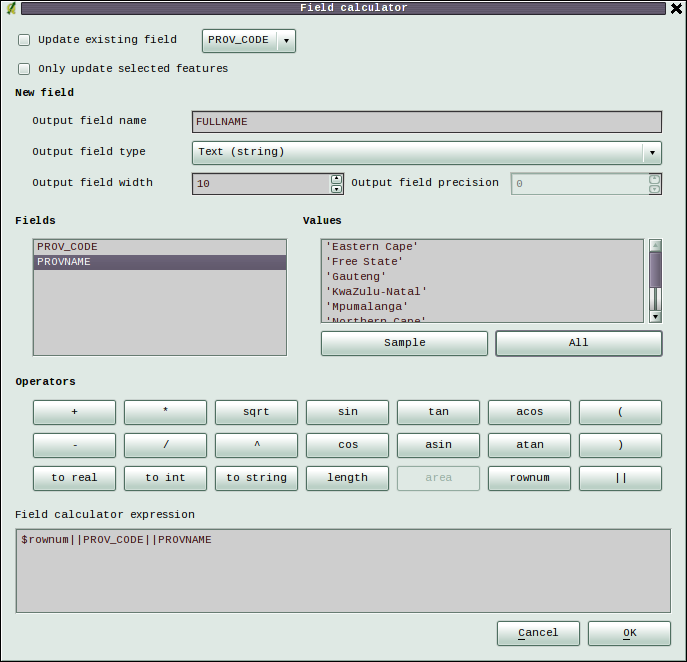 Field calculator
Update existing field PROV_CODE
Only update selected features
New field
Output field name FULLNAME
Output field type Text (string)
Output field width 10 Output field precision 0
Fields Values
PROV_CODE
PROVNAME
'Eastern Cape'
'Free State'
'Gauteng'
'KwaZulu-Natal'
'Mpumalanga'
'Northern Cape'
Sample All
Operators
+ * sqrt sin tan acos (
- / ^ cos asin atan )
to real to int to string length area rownum ||
Field calculator expression
$rownum||PROV_CODE||PROVNAME
Cancel OK